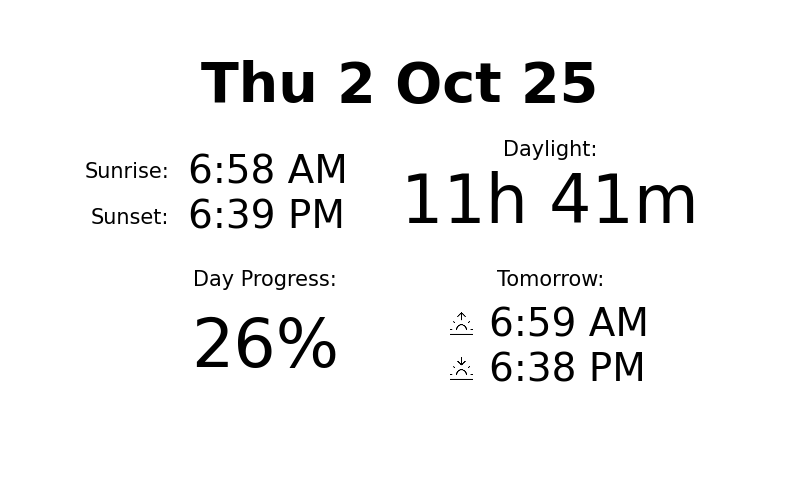 Thu 2 Oct 25
Sunrise: 6:58 AM
Sunset: 6:39 PM
Daylight:
11h 41m
Day Progress:
26%
Tomorrow:
6:59 AM
6:38 PM